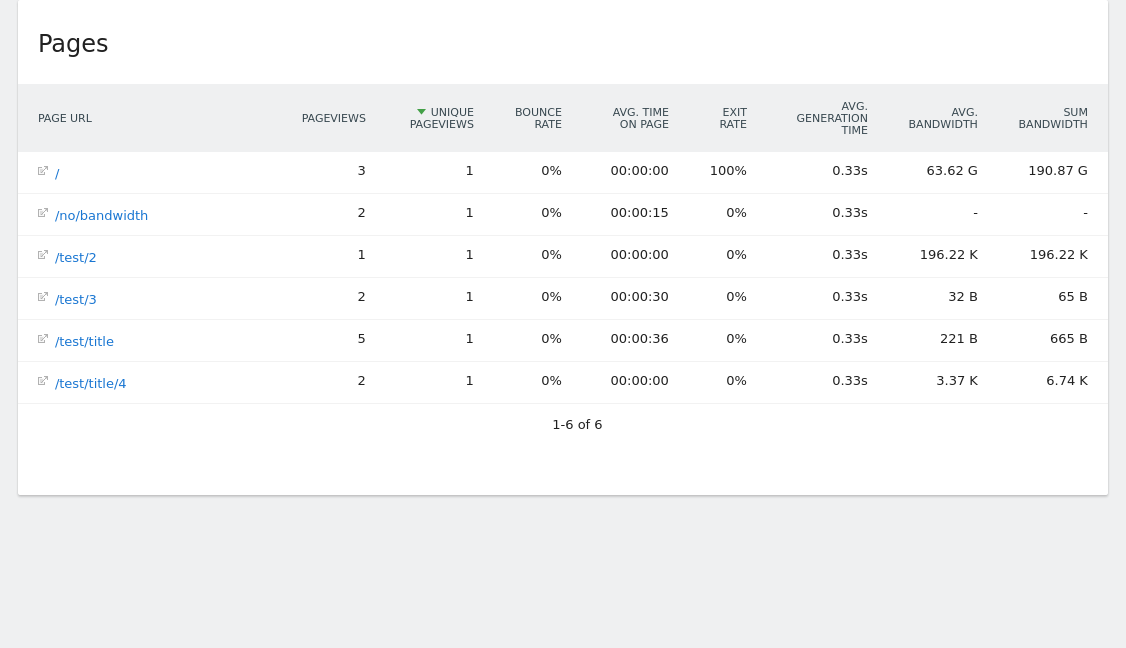 Pages
PAGE URL PAGEVIEWS UNIQUE PAGEVIEWS BOUNCE RATE AVG. TIME ON PAGE EXIT RATE AVG. GENERATION TIME AVG. BANDWIDTH SUM BANDWIDTH
/ 3 1 0% 00:00:00 100% 0.33s 63.62 G 190.87 G
/no/bandwidth 2 1 0% 00:00:15 0% 0.33s - -
/test/2 1 1 0% 00:00:00 0% 0.33s 196.22 K 196.22 K
/test/3 2 1 0% 00:00:30 0% 0.33s 32 B 65 B
/test/title 5 1 0% 00:00:36 0% 0.33s 221 B 665 B
/test/title/4 2 1 0% 00:00:00 0% 0.33s 3.37 K 6.74 K
1-6 of 6